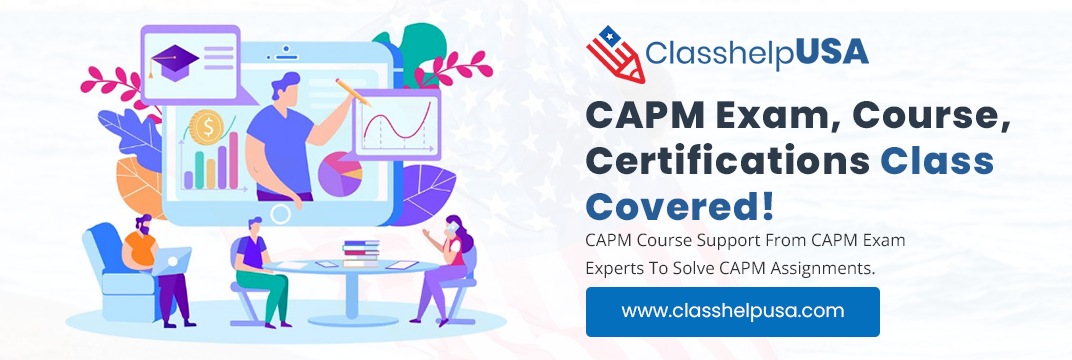 ClasshelpUSA
CAPM Exam, Course,
Certifications Class
Covered!
CAPM Course Support From CAPM Exam
Experts To Solve CAPM Assignments.
www.classhelpusa.com